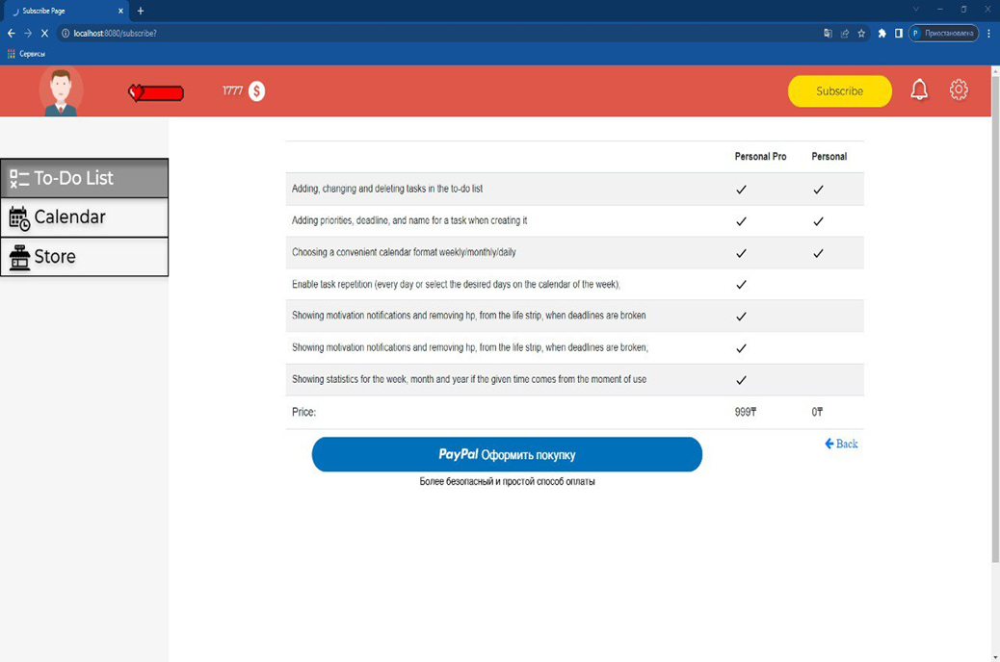 Subscribe Page
localhost:8080/subscribe?
Приостановлена
Сервисы
1777 $
Subscribe
To-Do List
Calendar
Store
Personal Pro Personal
Adding, changing and deleting tasks in the to-do list
Adding priorities, deadline, and name for a task when creating it
Choosing a convenient calendar format weekly/monthly/daily
Enable task repetition (every day or select the desired days on the calendar of the week);
Showing motivation notifications and removing hp, from the life strip, when deadlines are broken
Showing motivation notifications and removing hp, from the life strip, when deadlines are broken;
Showing statistics for the week, month and year if the given time comes from the moment of use
Price: 999₸ 0₸
Back
PayPal Оформить покупку
Более безопасный и простой способ оплаты